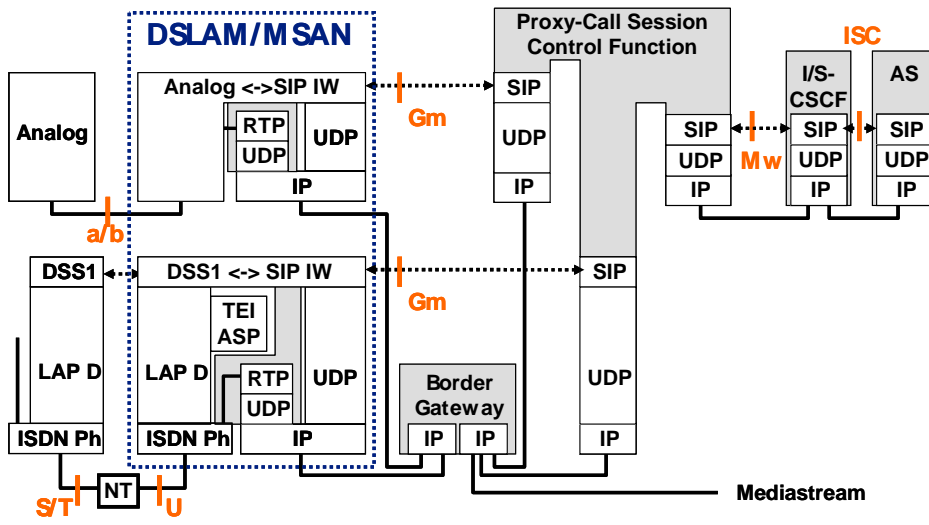 DSLAM/MSAN
Proxy-Call Session
Control Function
ISC
I/S-
CSCF
AS
Analog
Analog <->SIP IW
RTP
UDP
UDP
IP
Gm
SIP
UDP
IP
SIP
UDP
IP
Mw
SIP
UDP
IP
SIP
UDP
IP
a/b
DSS1
DSS1 <-> SIP IW
Gm
SIP
TEI
ASP
LAP D
LAP D
RTP
UDP
UDP
UDP
Border
Gateway
ISDN Ph
ISDN Ph
IP
IP
IP
IP
S/T
NT
U
Mediastream